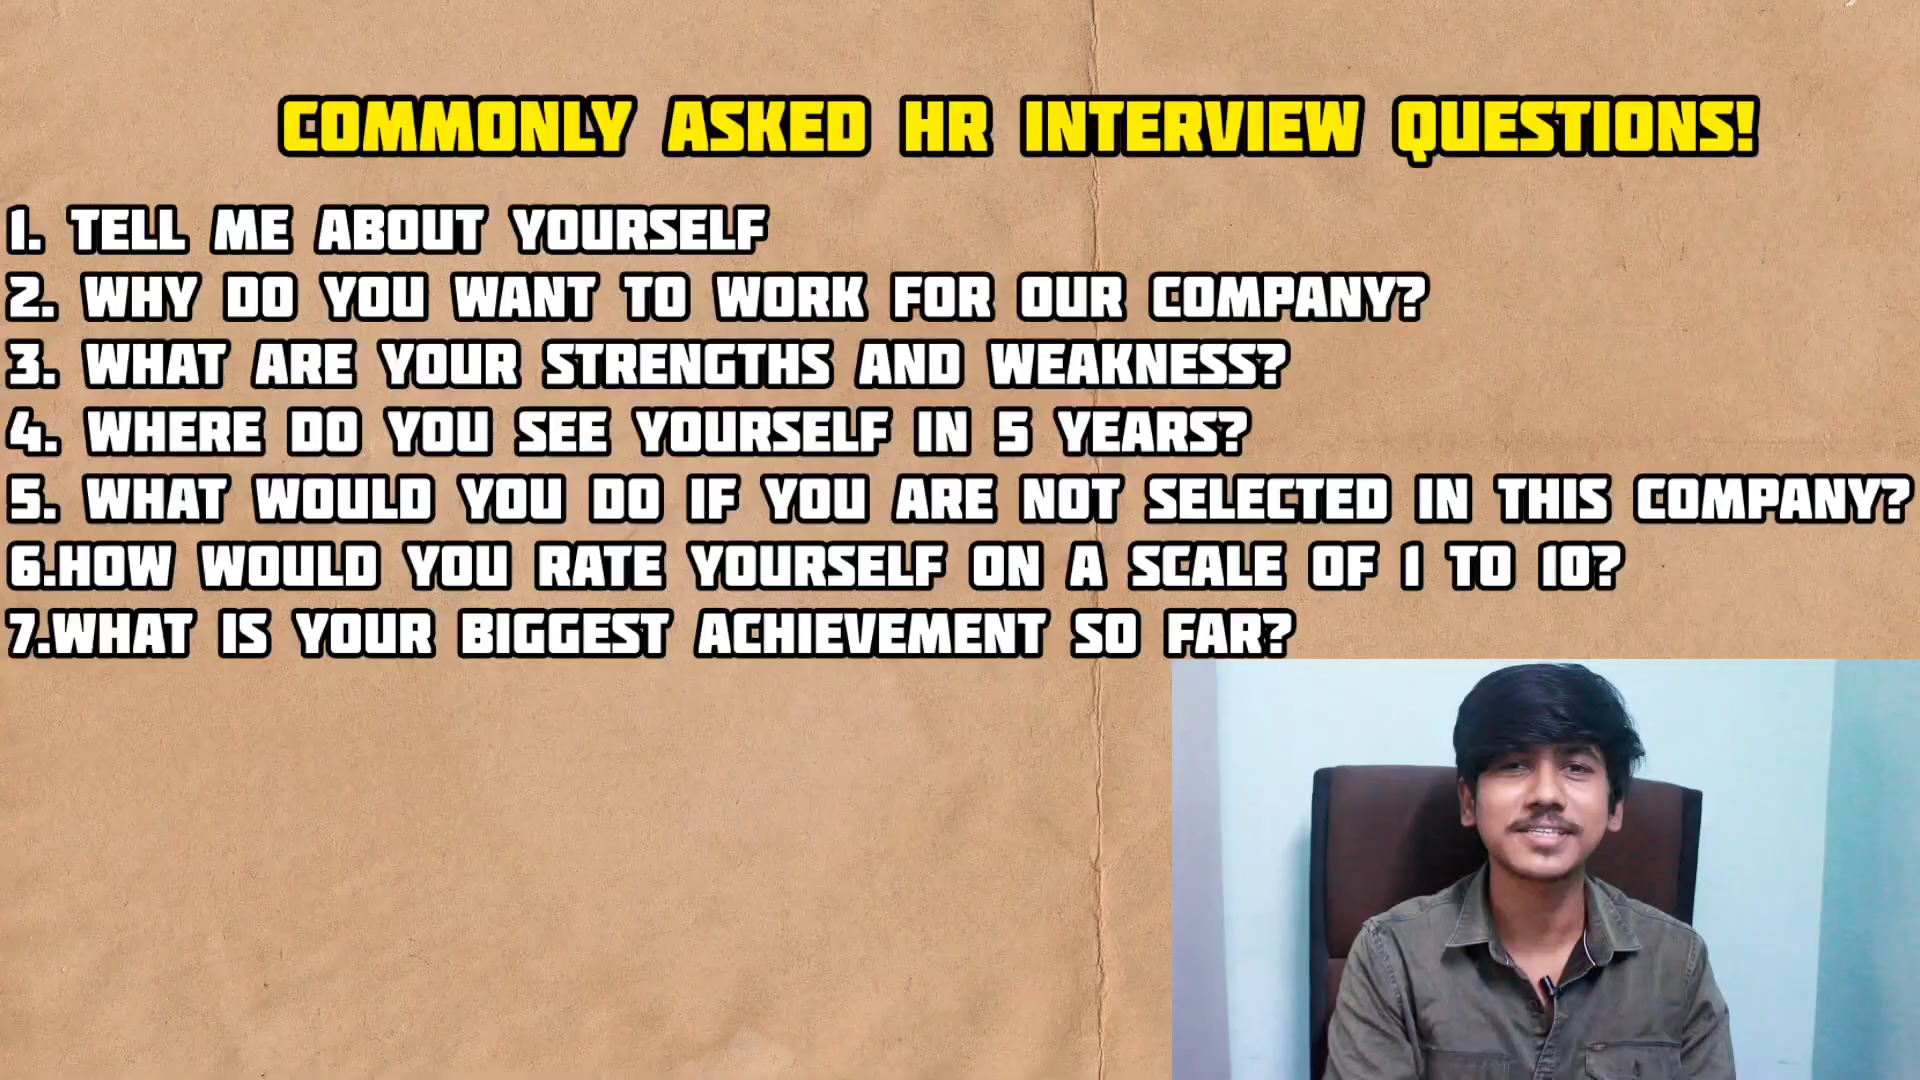 COMMONLY ASKED HR INTERVIEW QUESTIONS!
1. TELL ME ABOUT YOURSELF
2. WHY DO YOU WANT TO WORK FOR OUR COMPANY?
3. WHAT ARE YOUR STRENGTHS AND WEAKNESS?
4. WHERE DO YOU SEE YOURSELF IN 5 YEARS?
5. WHAT WOULD YOU DO IF YOU ARE NOT SELECTED IN THIS COMPANY?
6.HOW WOULD YOU RATE YOURSELF ON A SCALE OF 1 TO 10?
7.WHAT IS YOUR BIGGEST ACHIEVEMENT SO FAR?